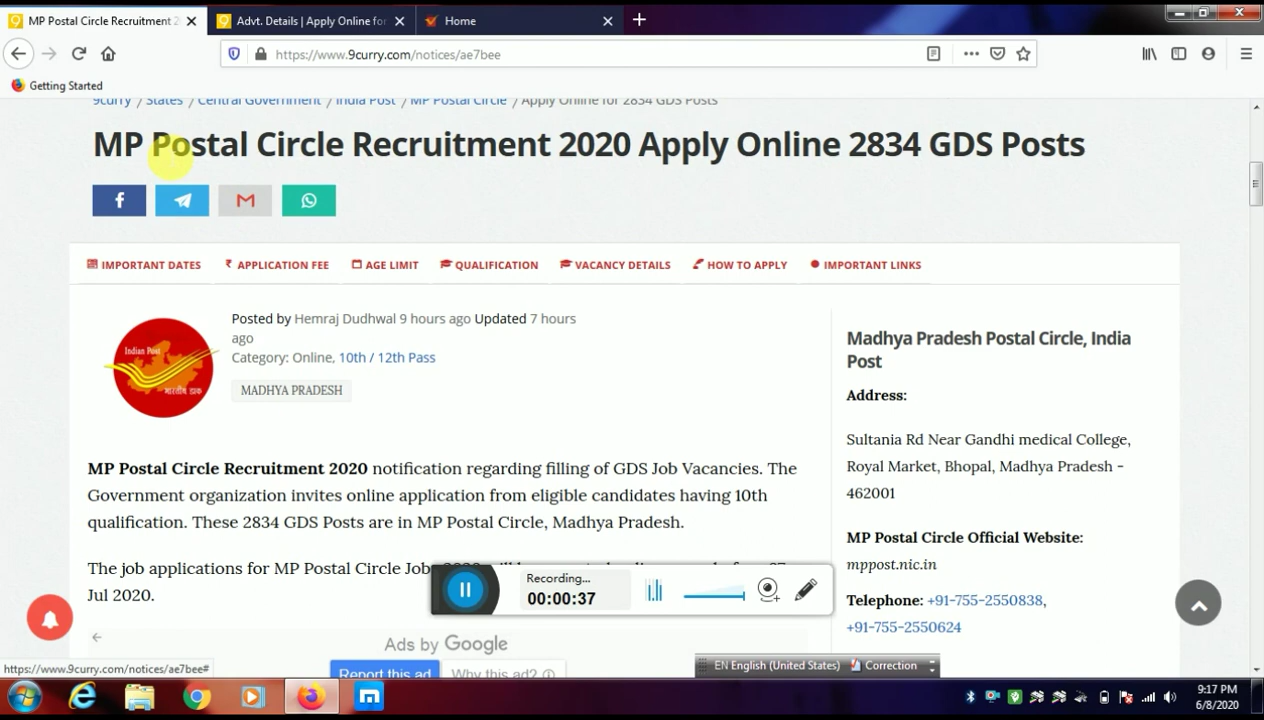 MP Postal Circle Recruitment 2
Advt. Details | Apply Online for
Home
https://www.9curry.com/notices/ae7bee
Getting Started
9curry / States / Central Government / India Post / MP Postal Circle / Apply Online for 2834 GDS Posts
MP Postal Circle Recruitment 2020 Apply Online 2834 GDS Posts
IMPORTANT DATES
₹ APPLICATION FEE
AGE LIMIT
QUALIFICATION
VACANCY DETAILS
HOW TO APPLY
IMPORTANT LINKS
Indian Post
भारतीय डाक
Posted by Hemraj Dudhwal 9 hours ago Updated 7 hours
ago
Category: Online, 10th / 12th Pass
MADHYA PRADESH
MP Postal Circle Recruitment 2020 notification regarding filling of GDS Job Vacancies. The
Government organization invites online application from eligible candidates having 10th
qualification. These 2834 GDS Posts are in MP Postal Circle, Madhya Pradesh.
The job applications for MP Postal Circle
Jul 2020.
Recording...
00:00:37
Ads by Google
Report this ad
Why this ad?
Madhya Pradesh Postal Circle, India
Post
Address:
Sultania Rd Near Gandhi medical College,
Royal Market, Bhopal, Madhya Pradesh -
462001
MP Postal Circle Official Website:
mppost.nic.in
Telephone: +91-755-2550838,
+91-755-2550624
https://www.9curry.com/notices/ae7bee#
EN English (United States)
Correction
9:17 PM
6/8/2020